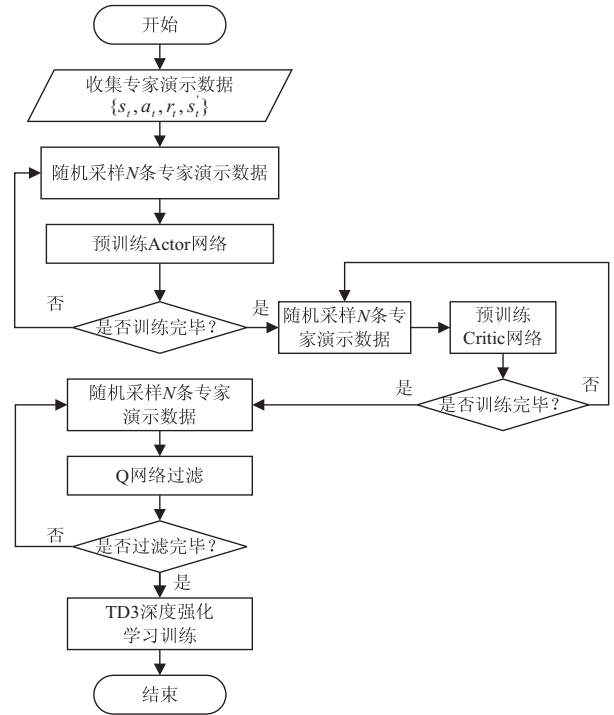 开始
收集专家演示数据
{s_t, a_t, r_t, s_t'}
随机采样N条专家演示数据
预训练Actor网络
是否训练完毕?
否
是
随机采样N条专
家演示数据
预训练
Critic网络
是否训练完毕?
否
是
随机采样N条专家
演示数据
Q网络过滤
是否过滤完毕?
否
是
TD3深度强化
学习训练
结束